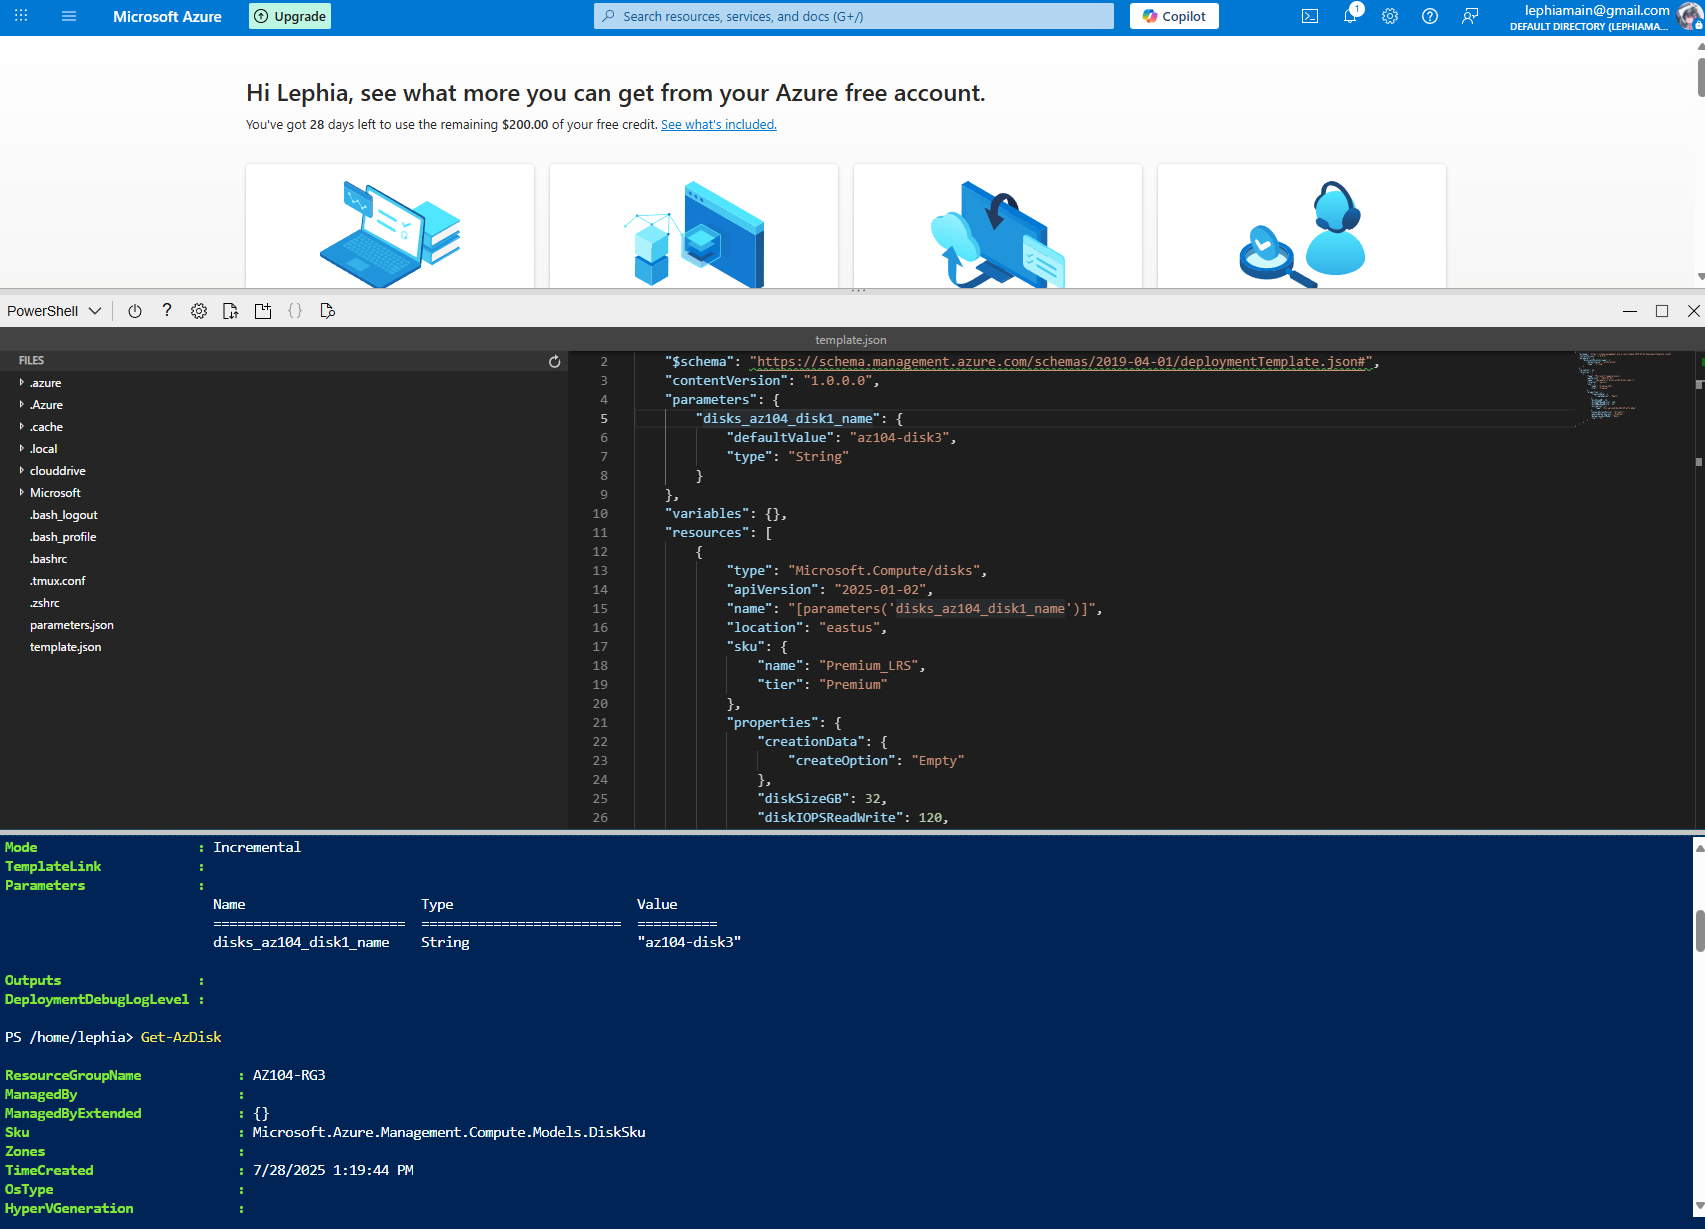 Microsoft Azure
Upgrade
Search resources, services, and docs (G+/)
Copilot
1
lephiamain@gmail.com
DEFAULT DIRECTORY (LEPHIAMA...
Hi Lephia, see what more you can get from your Azure free account.
You've got 28 days left to use the remaining $200.00 of your free credit. See what's included.
PowerShell
?
{}
template.json
FILES
.azure
.Azure
.cache
.local
clouddrive
Microsoft
.bash_logout
.bash_profile
.bashrc
.tmux.conf
.zshrc
parameters.json
template.json
2 "$schema": "https://schema.management.azure.com/schemas/2019-04-01/deploymentTemplate.json#",
3 "contentVersion": "1.0.0.0",
4 "parameters": {
5 "disks_az104_disk1_name": {
6 "defaultValue": "az104-disk3",
7 "type": "String"
8 }
9 },
10 "variables": {},
11 "resources": [
12 {
13 "type": "Microsoft.Compute/disks",
14 "apiVersion": "2025-01-02",
15 "name": "[parameters('disks_az104_disk1_name')]",
16 "location": "eastus",
17 "sku": {
18 "name": "Premium_LRS",
19 "tier": "Premium"
20 },
21 "properties": {
22 "creationData": {
23 "createOption": "Empty"
24 },
25 "diskSizeGB": 32,
26 "diskIOPSReadWrite": 120,
Mode : Incremental
TemplateLink :
Parameters :
Name Type Value
======================== ========================= ==========
disks_az104_disk1_name String "az104-disk3"
Outputs :
DeploymentDebugLogLevel :
PS /home/lephia> Get-AzDisk
ResourceGroupName : AZ104-RG3
ManagedBy :
ManagedByExtended : {}
Sku : Microsoft.Azure.Management.Compute.Models.DiskSku
Zones :
TimeCreated : 7/28/2025 1:19:44 PM
OsType :
HyperVGeneration :